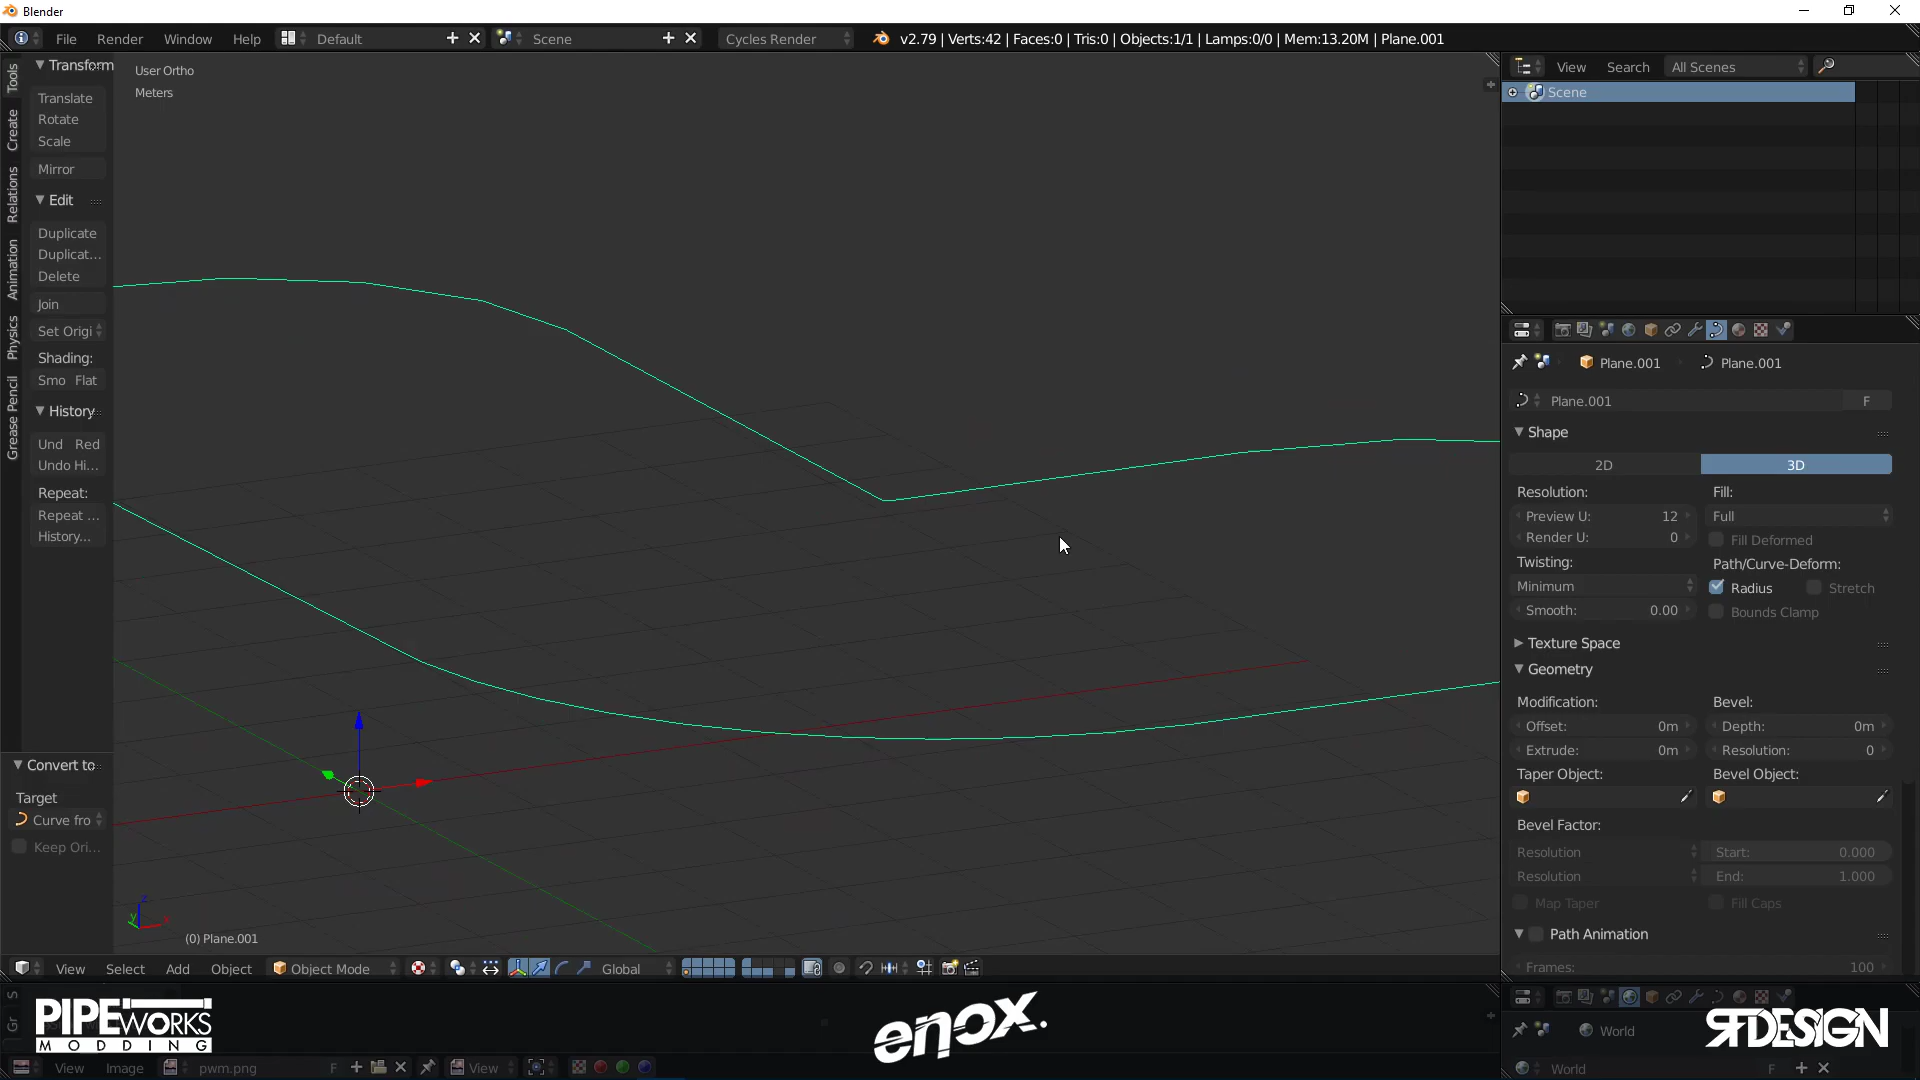 Blender
File Render Window Help Default Scene Cycles Render v2.79 | Verts:42 | Faces:0 | Tris:0 | Objects:1/1 | Lamps:0/0 | Mem:13.20M | Plane.001
Tools
Create
Relations
Animation
Physics
Grease Pencil
Transform
Translate
Rotate
Scale
Mirror
Edit
Duplicate
Duplicat...
Delete
Join
Set Origi
Shading:
Smo Flat
History
Und Red
Undo Hi...
Repeat:
Repeat ...
History...
Convert to
Target
Curve fro
Keep Ori...
User Ortho
Meters
z
y
x
(0) Plane.001
View Select Add Object Object Mode Global
View Search All Scenes
Scene
Plane.001 Plane.001
Plane.001 F
Shape
2D 3D
Resolution: Fill:
Preview U: 12 Full
Render U: 0 Fill Deformed
Twisting: Path/Curve-Deform:
Minimum Radius Stretch
Smooth: 0.00 Bounds Clamp
Texture Space
Geometry
Modification: Bevel:
Offset: 0m Depth: 0m
Extrude: 0m Resolution: 0
Taper Object: Bevel Object:
Bevel Factor:
Resolution Start: 0.000
Resolution End: 1.000
Map Taper Fill Caps
Path Animation
Frames: 100
S
Gr
PIPEWORKS
MODDING
enox.
SRFDESIGN
World
View Image pwm.png F View
World F